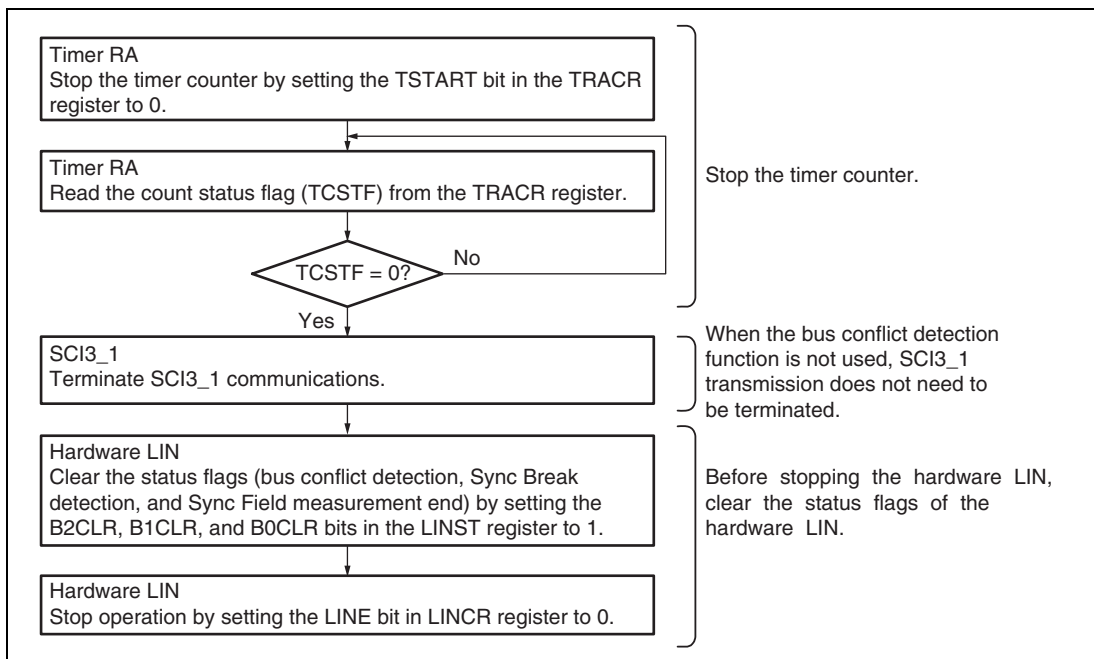 Timer RA
Stop the timer counter by setting the TSTART bit in the TRACR
register to 0.
Timer RA
Read the count status flag (TCSTF) from the TRACR register.
Stop the timer counter.
TCSTF = 0?
No
Yes
SCI3_1
Terminate SCI3_1 communications.
When the bus conflict detection
function is not used, SCI3_1
transmission does not need to
be terminated.
Hardware LIN
Clear the status flags (bus conflict detection, Sync Break
detection, and Sync Field measurement end) by setting the
B2CLR, B1CLR, and B0CLR bits in the LINST register to 1.
Before stopping the hardware LIN,
clear the status flags of the
hardware LIN.
Hardware LIN
Stop operation by setting the LINE bit in LINCR register to 0.